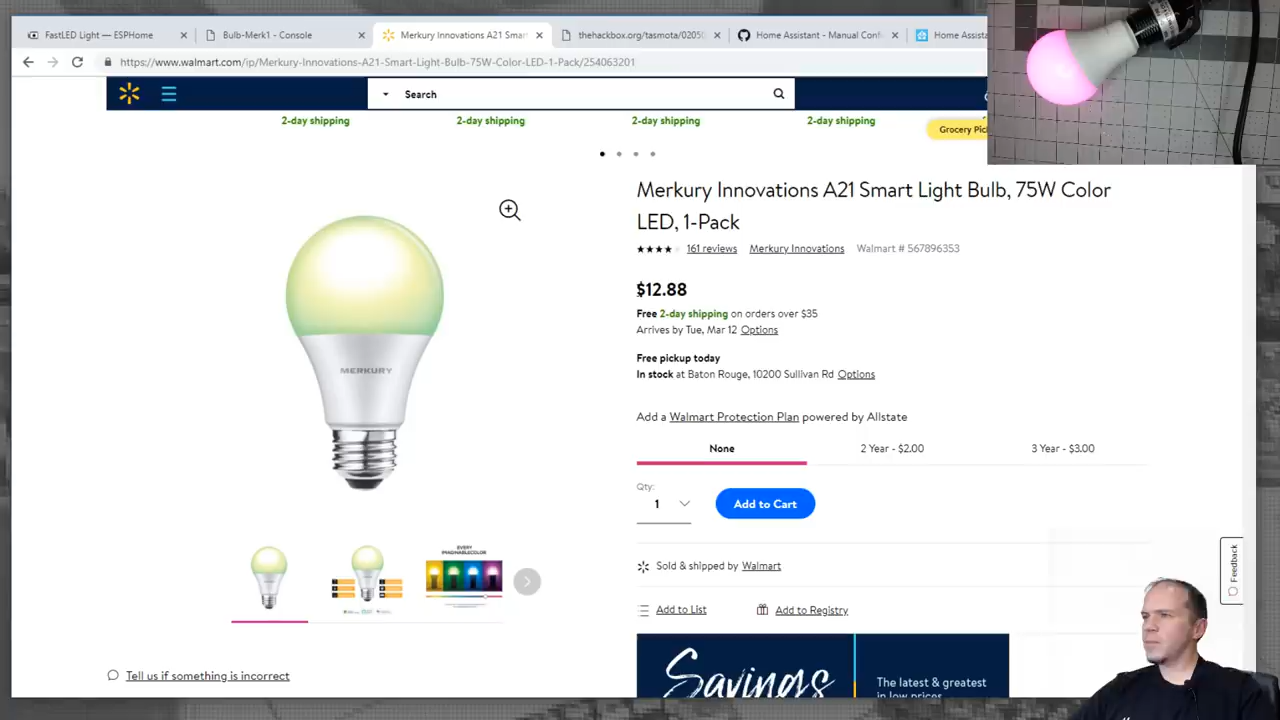 FastLED Light — ESPHome
Bulb-Merk1 - Console
Merkury Innovations A21 Smar
thehackbox.org/tasmota/0205
Home Assistant - Manual Conf
Home Assista
https://www.walmart.com/ip/Merkury-Innovations-A21-Smart-Light-Bulb-75W-Color-LED-1-Pack/254063201
Search
2-day shipping 2-day shipping 2-day shipping 2-day shipping
Grocery Pic
Merkury Innovations A21 Smart Light Bulb, 75W Color
LED, 1-Pack
161 reviews Merkury Innovations Walmart # 567896353
$12.88
Free 2-day shipping on orders over $35
Arrives by Tue, Mar 12 Options
Free pickup today
In stock at Baton Rouge, 10200 Sullivan Rd Options
MERKURY
Add a Walmart Protection Plan powered by Allstate
None 2 Year - $2.00 3 Year - $3.00
Qty:
1 Add to Cart
EVERY
IMAGINABLECOLOR
Sold & shipped by Walmart
Feedback
Add to List Add to Registry
Savings
The latest & greatest
in low prices
Tell us if something is incorrect